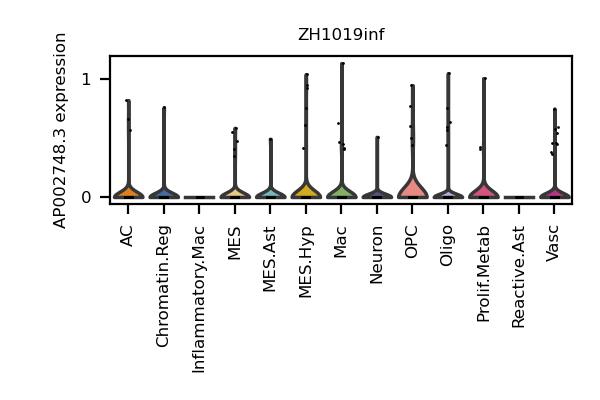 ZH1019inf
AP002748.3 expression
1
0
AC
Chromatin.Reg
Inflammatory.Mac
MES
MES.Ast
MES.Hyp
Mac
Neuron
OPC
Oligo
Prolif.Metab
Reactive.Ast
Vasc